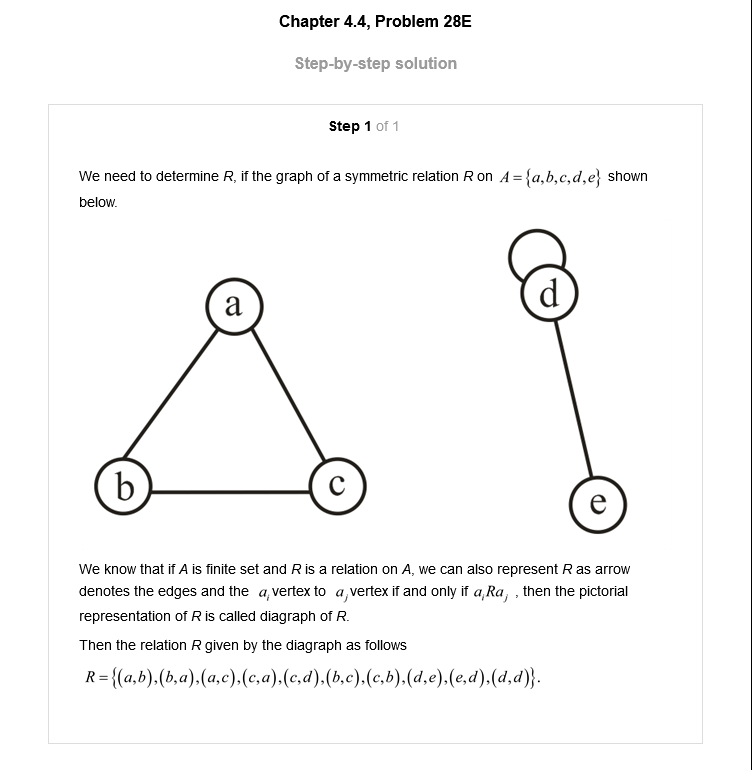 Chapter 4.4, Problem 28E
Step-by-step solution
Step 1 of 1
We need to determine R, if the graph of a symmetric relation R on A={a,b,c,d,e} shown
below.
d
a
b
c
e
We know that if A is finite set and R is a relation on A, we can also represent R as arrow
denotes the edges and the aᵢ vertex to aⱼ vertex if and only if aᵢRaⱼ , then the pictorial
representation of R is called diagraph of R.
Then the relation R given by the diagraph as follows
R={(a,b),(b,a),(a,c),(c,a),(c,d),(b,c),(c,b),(d,e),(e,d),(d,d)}.